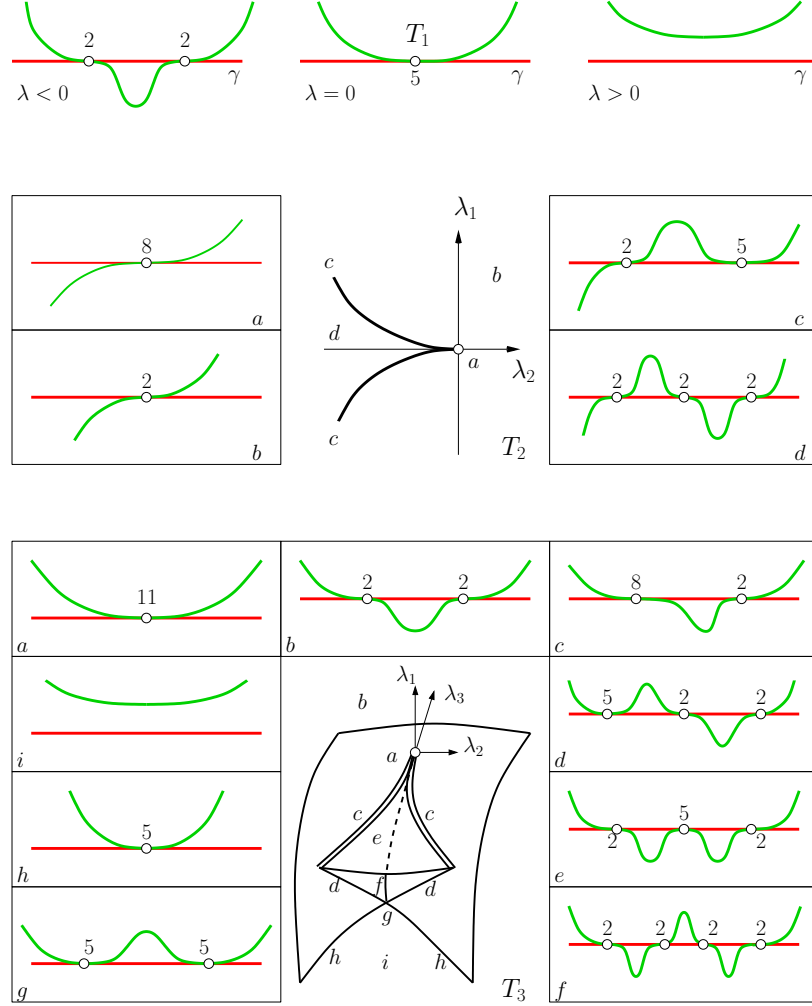 2 2 T₁
5
γ γ γ
λ < 0 λ = 0 λ > 0
λ₁
8 c b 2 5
a d c
a
2 λ₂ 2 2 2
b c T₂ d
11 2 2 8 2
a b c
λ₁ λ₃
b
i a λ₂ 5 2 2
d
5 c c 5
h e 2 2
e
d f d
5 5 g 2 2 2 2
h i h
g T₃ f